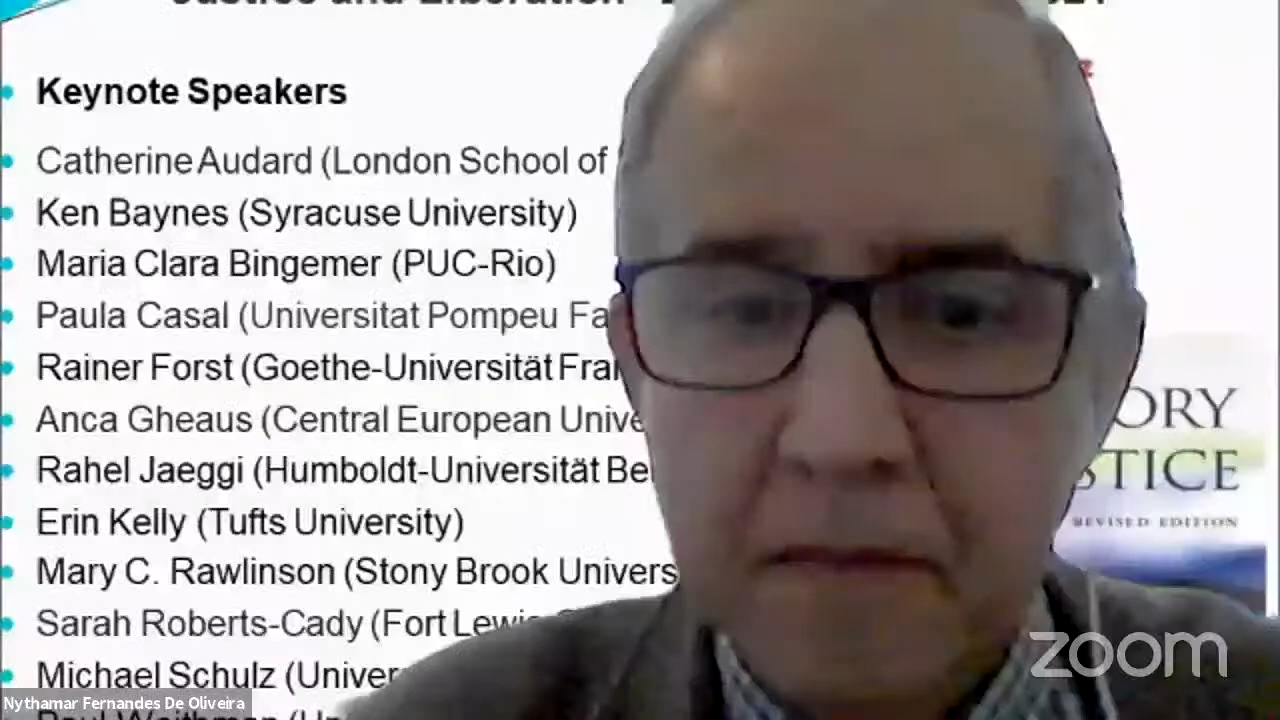 Justice and Liberation
Keynote Speakers
Catherine Audard (London School of
Ken Baynes (Syracuse University)
Maria Clara Bingemer (PUC-Rio)
Paula Casal (Universitat Pompeu Fa
Rainer Forst (Goethe-Universität Fra
Anca Gheaus (Central European Unive
ORY
Rahel Jaeggi (Humboldt-Universität Be
STICE
Erin Kelly (Tufts University)
REVISED EDITION
Mary C. Rawlinson (Stony Brook Univers
Sarah Roberts-Cady (Fort Lewis
Michael Schulz (Univer
zoom
Nythamar Fernandes De Oliveira